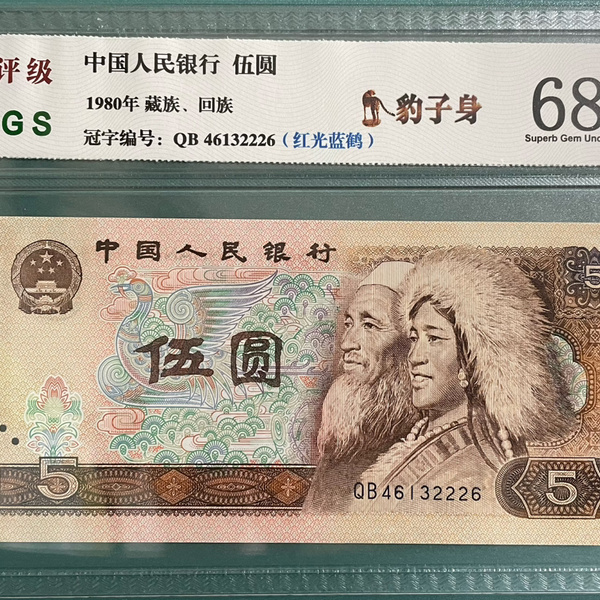 评级
GS
中国人民银行 伍圆
1980年 藏族、回族
冠字编号：QB 46132226（红光蓝鹤）
豹子身
68
Superb Gem Unc
中国人民银行
伍圆
5
5
QB46132226
5